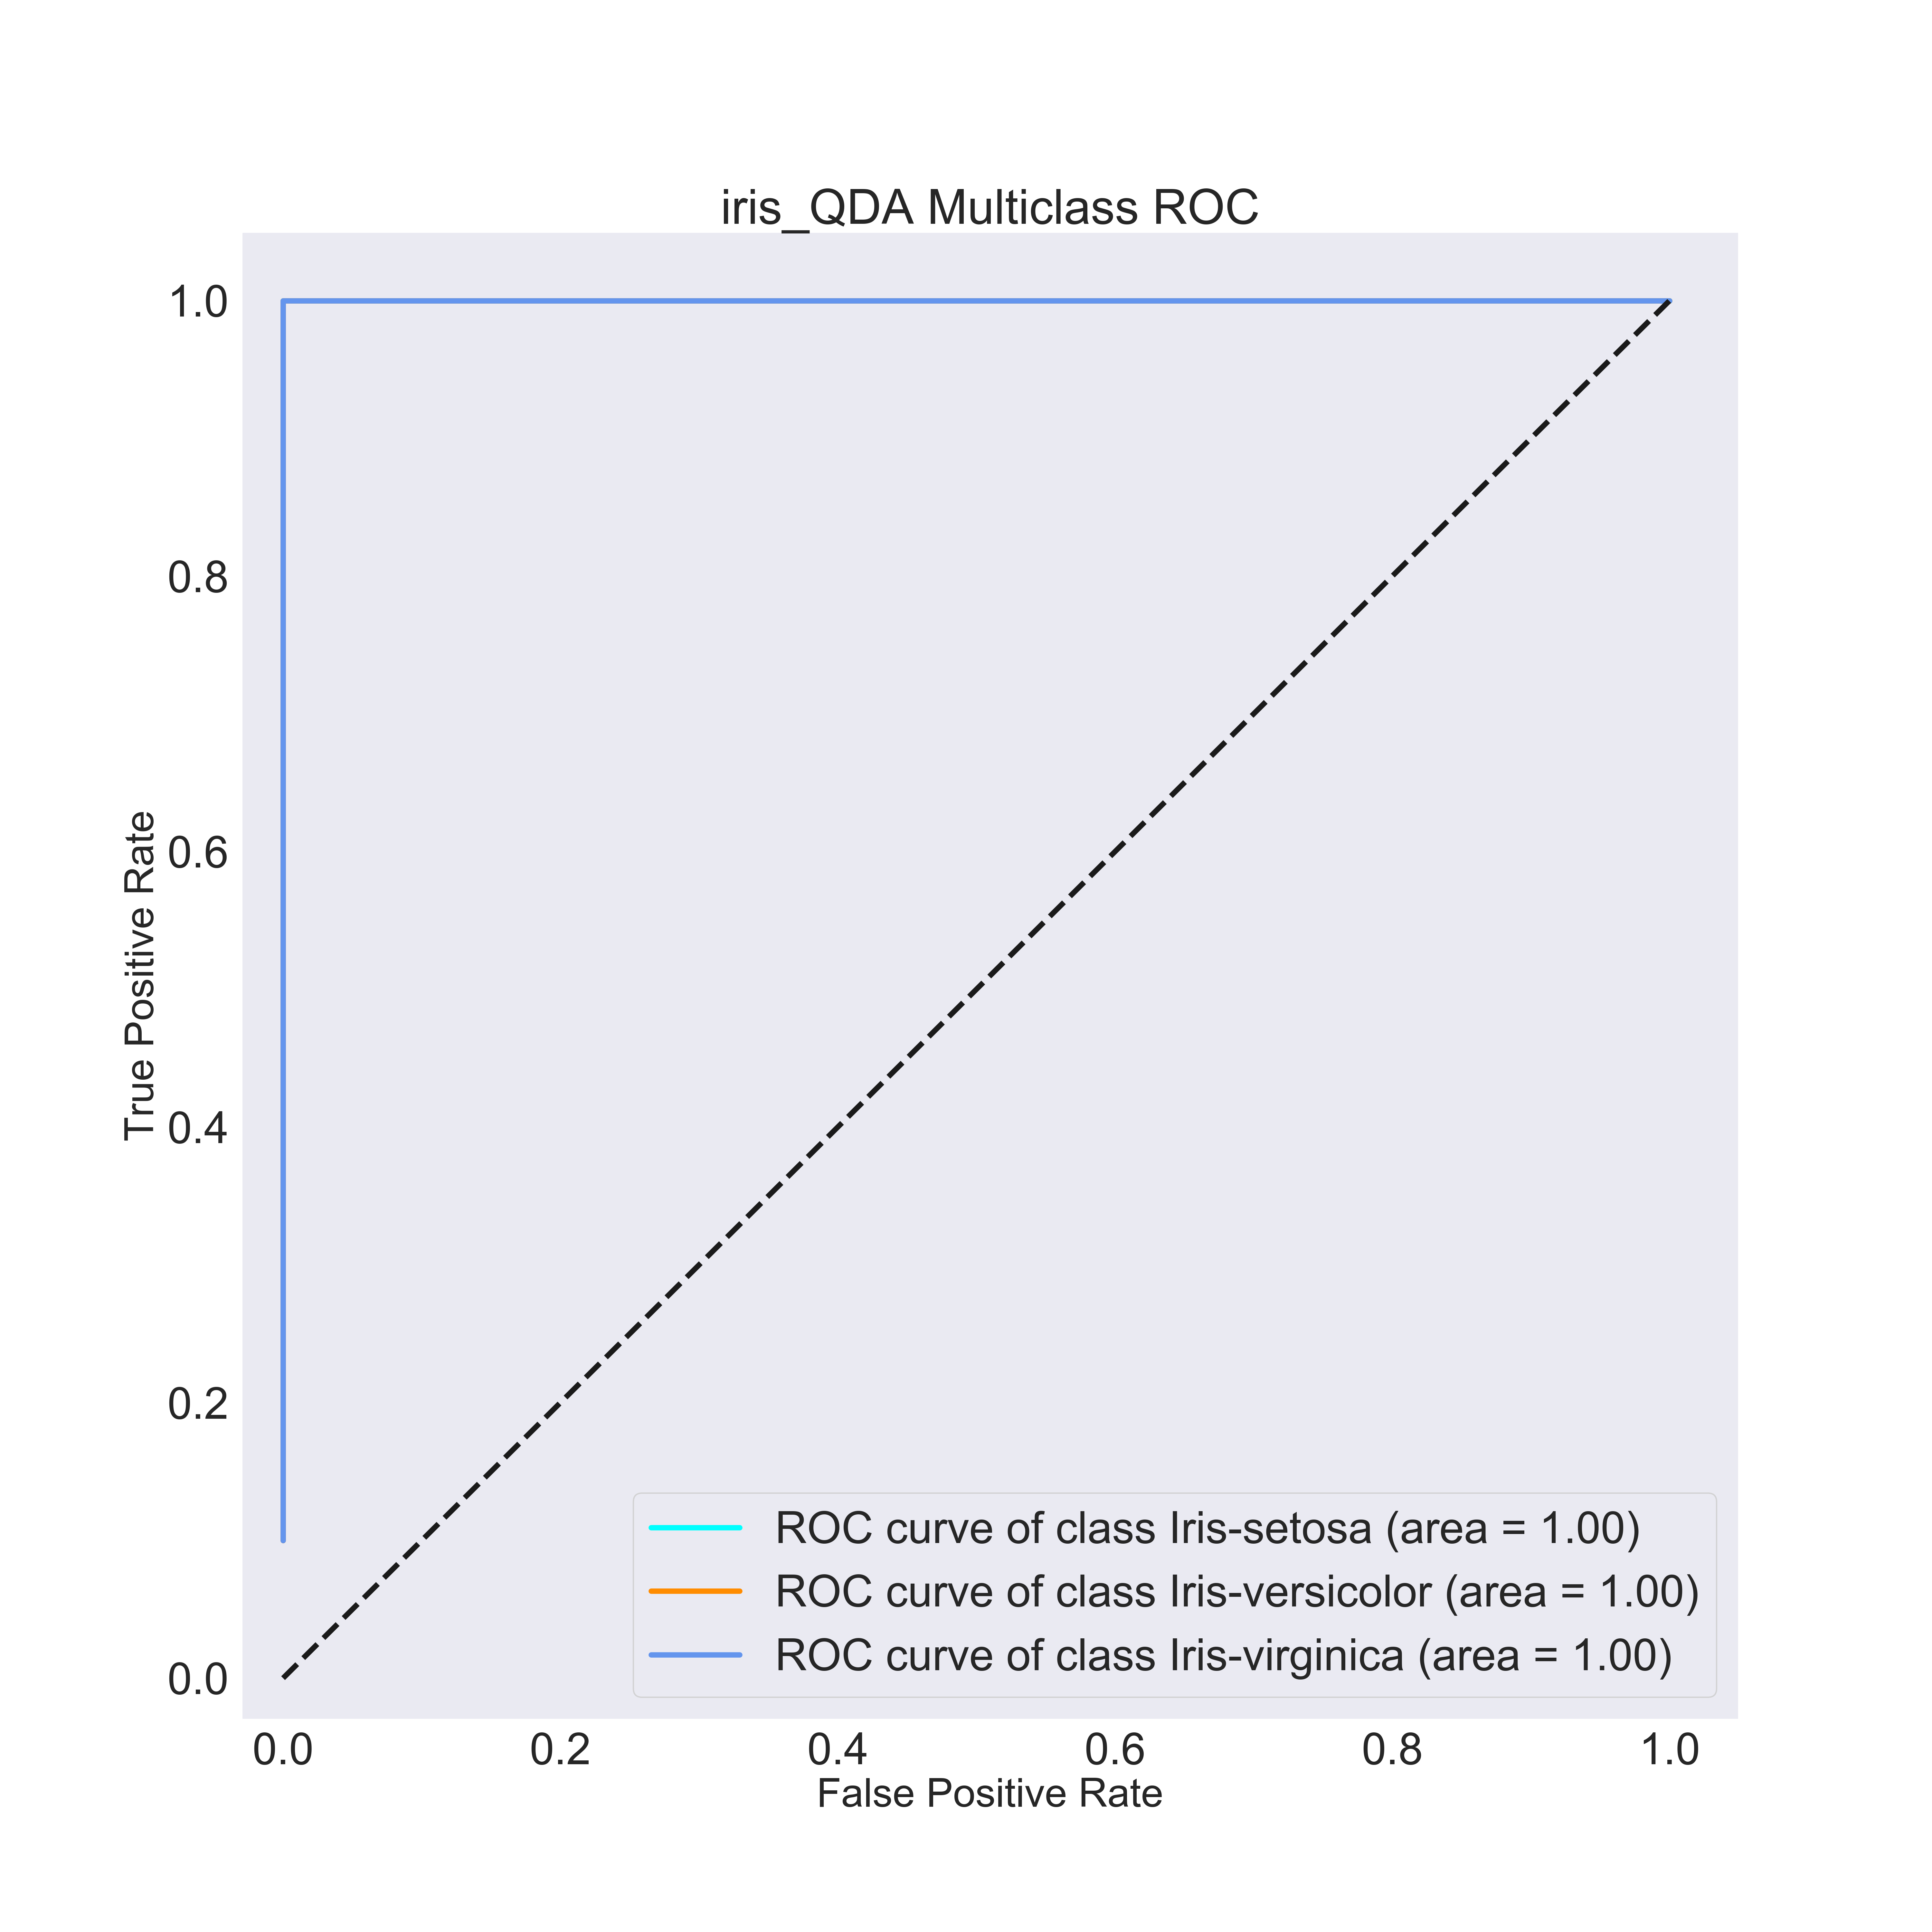 iris_QDA Multiclass ROC
True Positive Rate
1.0
0.8
0.6
0.4
0.2
0.0
ROC curve of class Iris-setosa (area = 1.00)
ROC curve of class Iris-versicolor (area = 1.00)
ROC curve of class Iris-virginica (area = 1.00)
0.0 0.2 0.4 0.6 0.8 1.0
False Positive Rate